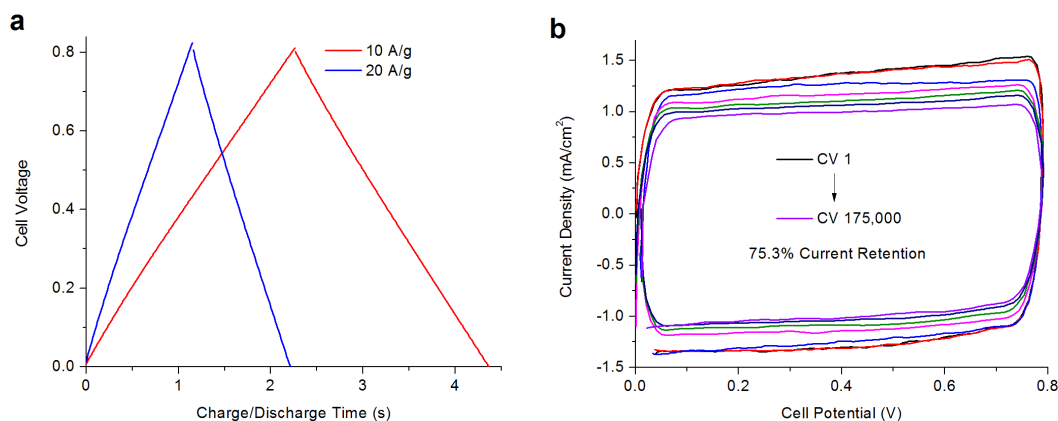 a
10 A/g
20 A/g
0.8
0.6
0.4
0.2
0.0
Cell Voltage
0
1
2
3
4
Charge/Discharge Time (s)
b
1.5
1.0
0.5
0.0
-0.5
-1.0
-1.5
Current Density (mA/cm²)
CV 1
CV 175,000
75.3% Current Retention
0.0
0.2
0.4
0.6
0.8
Cell Potential (V)